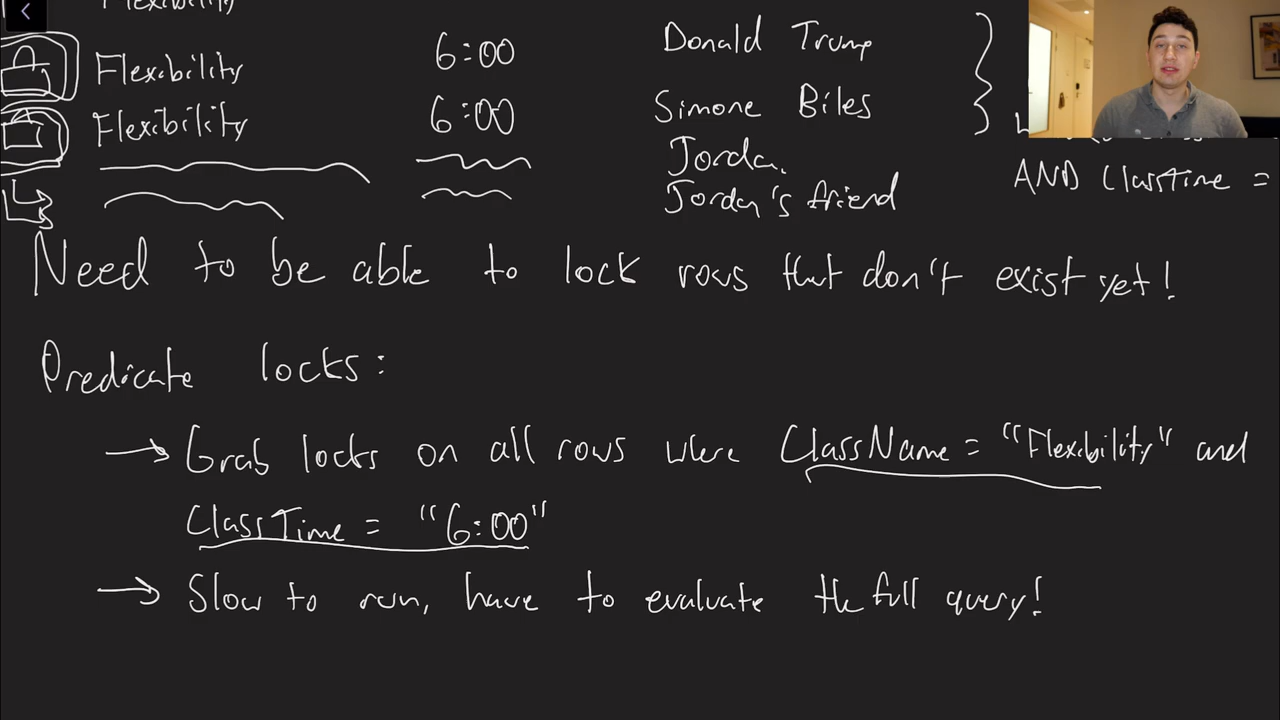 Flexibility
Flexibility 6:00 Donald Trump
Flexibility 6:00 Simone Biles
Jordan
Jordan's friend
AND ClassTime =
Need to be able to lock rows that don't exist yet!
Predicate locks:
→ Grab locks on all rows where ClassName = "Flexibility" and
ClassTime = "6:00"
→ Slow to run, have to evaluate the full query!